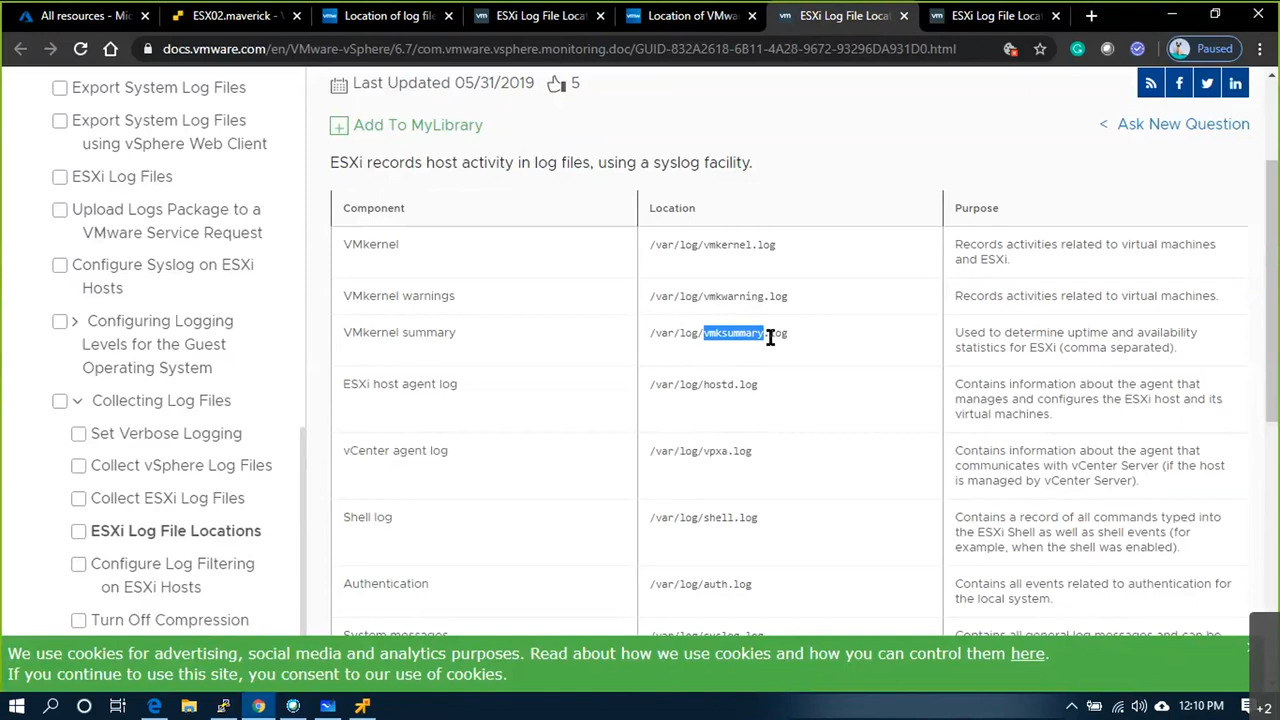 All resources - Mic
ESX02.maverick
Location of log file
ESXi Log File Locat
Location of VMwa
ESXi Log File Loca
ESXi Log File Locat
docs.vmware.com/en/VMware-vSphere/6.7/com.vmware.vsphere.monitoring.doc/GUID-832A2618-6B11-4A28-9672-93296DA931D0.html
Paused
Export System Log Files
Export System Log Files
using vSphere Web Client
ESXi Log Files
Upload Logs Package to a
VMware Service Request
Configure Syslog on ESXi
Hosts
Configuring Logging
Levels for the Guest
Operating System
Collecting Log Files
Set Verbose Logging
Collect vSphere Log Files
Collect ESXi Log Files
ESXi Log File Locations
Configure Log Filtering
on ESXi Hosts
Turn Off Compression
Last Updated 05/31/2019 5
Add To MyLibrary
< Ask New Question
ESXi records host activity in log files, using a syslog facility.
Component Location Purpose
VMkernel /var/log/vmkernel.log Records activities related to virtual machines
and ESXi.
VMkernel warnings /var/log/vmkwarning.log Records activities related to virtual machines.
VMkernel summary /var/log/vmksummary.log Used to determine uptime and availability
statistics for ESXi (comma separated).
ESXi host agent log /var/log/hostd.log Contains information about the agent that
manages and configures the ESXi host and its
virtual machines.
vCenter agent log /var/log/vpxa.log Contains information about the agent that
communicates with vCenter Server (if the host
is managed by vCenter Server).
Shell log /var/log/shell.log Contains a record of all commands typed into
the ESXi Shell as well as shell events (for
example, when the shell was enabled).
Authentication /var/log/auth.log Contains all events related to authentication for
the local system.
System messages /var/log/syslog.log Contains all general log messages and can be
We use cookies for advertising, social media and analytics purposes. Read about how we use cookies and how you can control them here.
If you continue to use this site, you consent to our use of cookies.
12:10 PM
+2